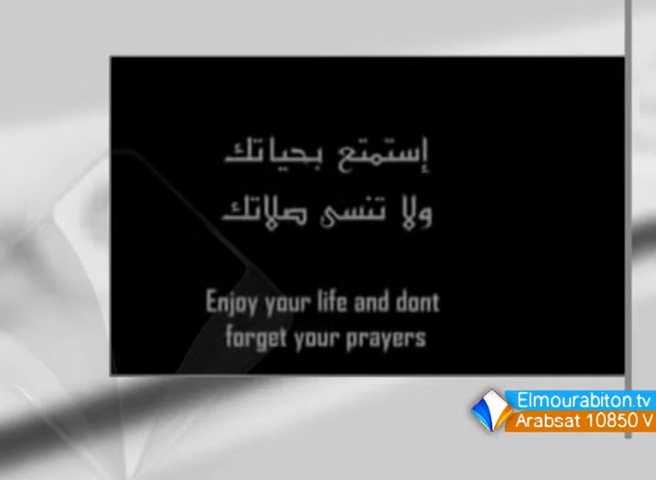 إستمتع بحياتك
ولا تنسى صلاتك
Enjoy your life and dont
forget your prayers
Elmourabiton.tv
Arabsat 10850 V